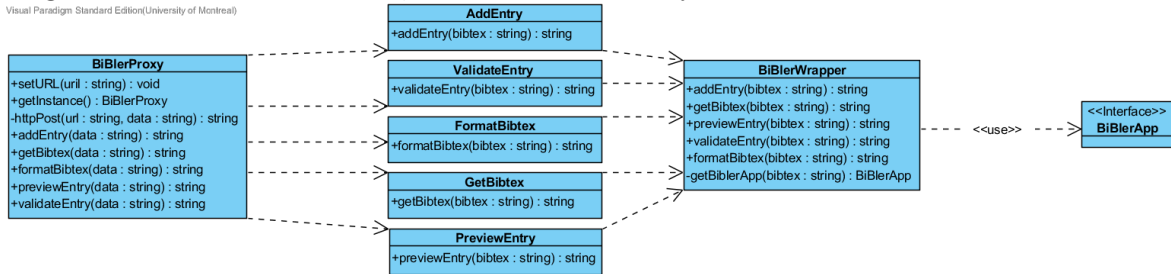 Visual Paradigm Standard Edition(University of Montreal)
BiBlerProxy
+setURL(uril : string) : void
+getInstance() : BiBlerProxy
-httpPost(url : string, data : string) : string
+addEntry(data : string) : string
+getBibtex(data : string) : string
+formatBibtex(data : string) : string
+previewEntry(data : string) : string
+validateEntry(data : string) : string
AddEntry
+addEntry(bibtex : string) : string
ValidateEntry
+validateEntry(bibtex : string) : string
FormatBibtex
+formatBibtex(bibtex : string) : string
GetBibtex
+getBibtex(bibtex : string) : string
PreviewEntry
+previewEntry(bibtex : string) : string
BiBlerWrapper
+addEntry(bibtex : string) : string
+getBibtex(bibtex : string) : string
+previewEntry(bibtex : string) : string
+validateEntry(bibtex : string) : string
+formatBibtex(bibtex : string) : string
-getBiblerApp(bibtex : string) : BiBlerApp
<<use>>
<<Interface>>
BiBlerApp